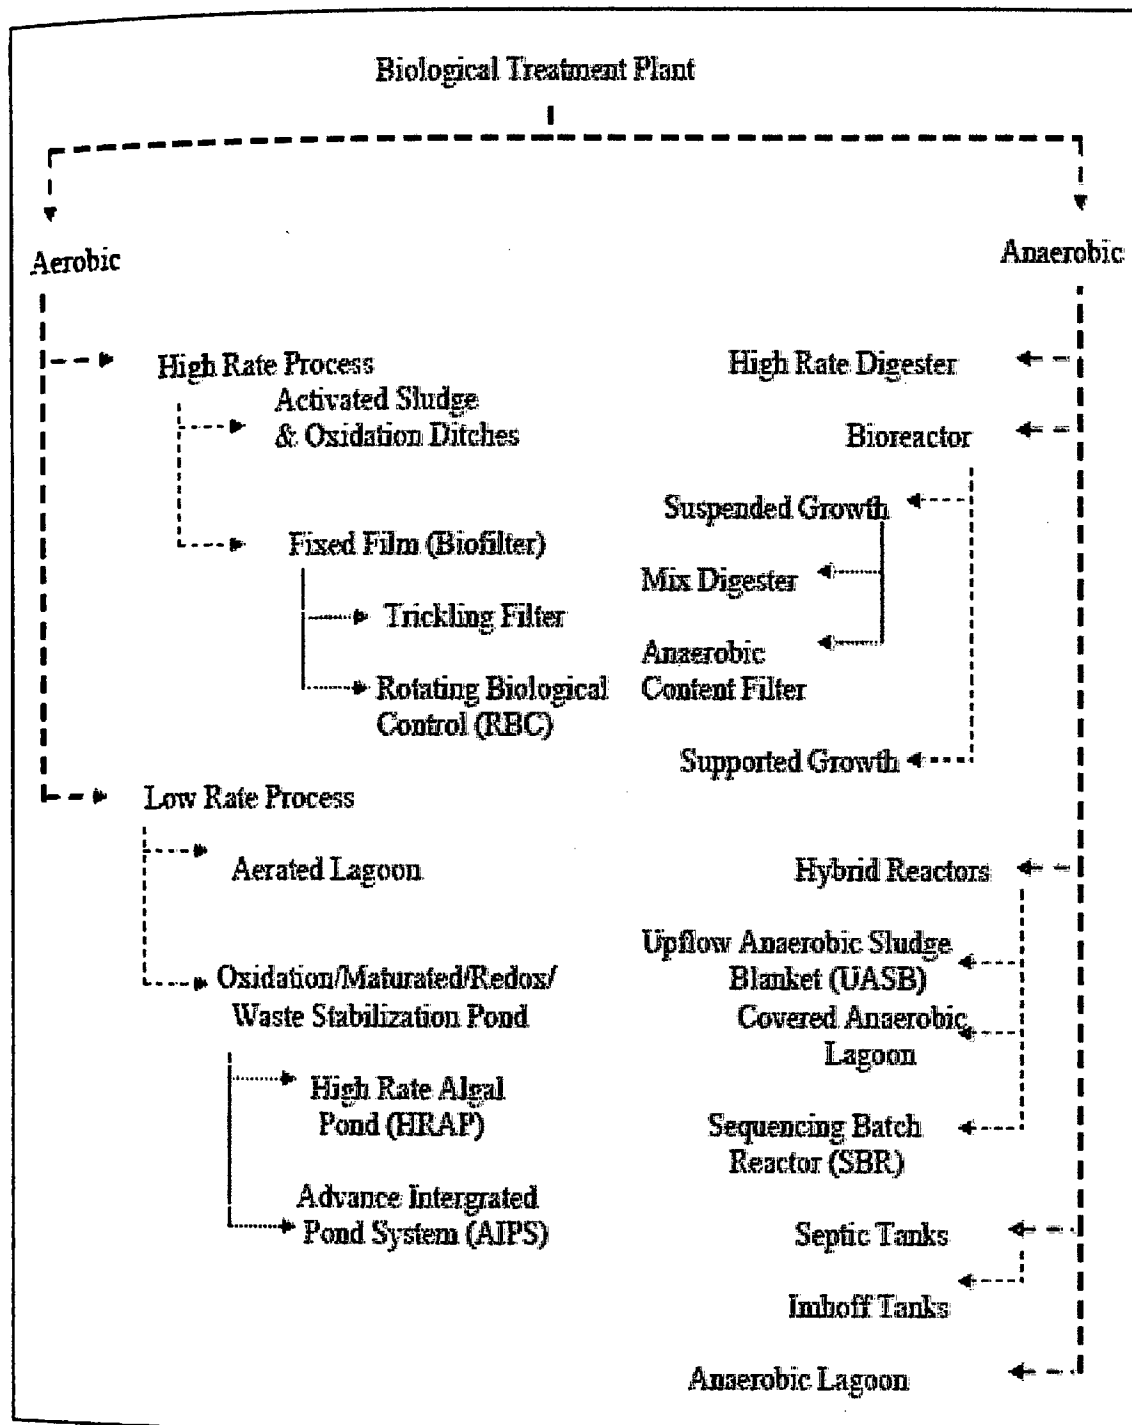 Biological Treatment Plant
Aerobic
High Rate Process
Activated Sludge
& Oxidation Ditches
Fixed Film (Biofilter)
Trickling Filter
Rotating Biological
Control (RBC)
Low Rate Process
Aerated Lagoon
Oxidation/Maturated/Redox/
Waste Stabilization Pond
High Rate Algal
Pond (HRAP)
Advance Intergrated
Pond System (AIPS)
Anaerobic
High Rate Digester
Bioreactor
Suspended Growth
Mix Digester
Anaerobic
Content Filter
Supported Growth
Hybrid Reactors
Upflow Anaerobic Sludge
Blanket (UASB)
Covered Anaerobic
Lagoon
Sequencing Batch
Reactor (SBR)
Septic Tanks
Imhoff Tanks
Anaerobic Lagoon